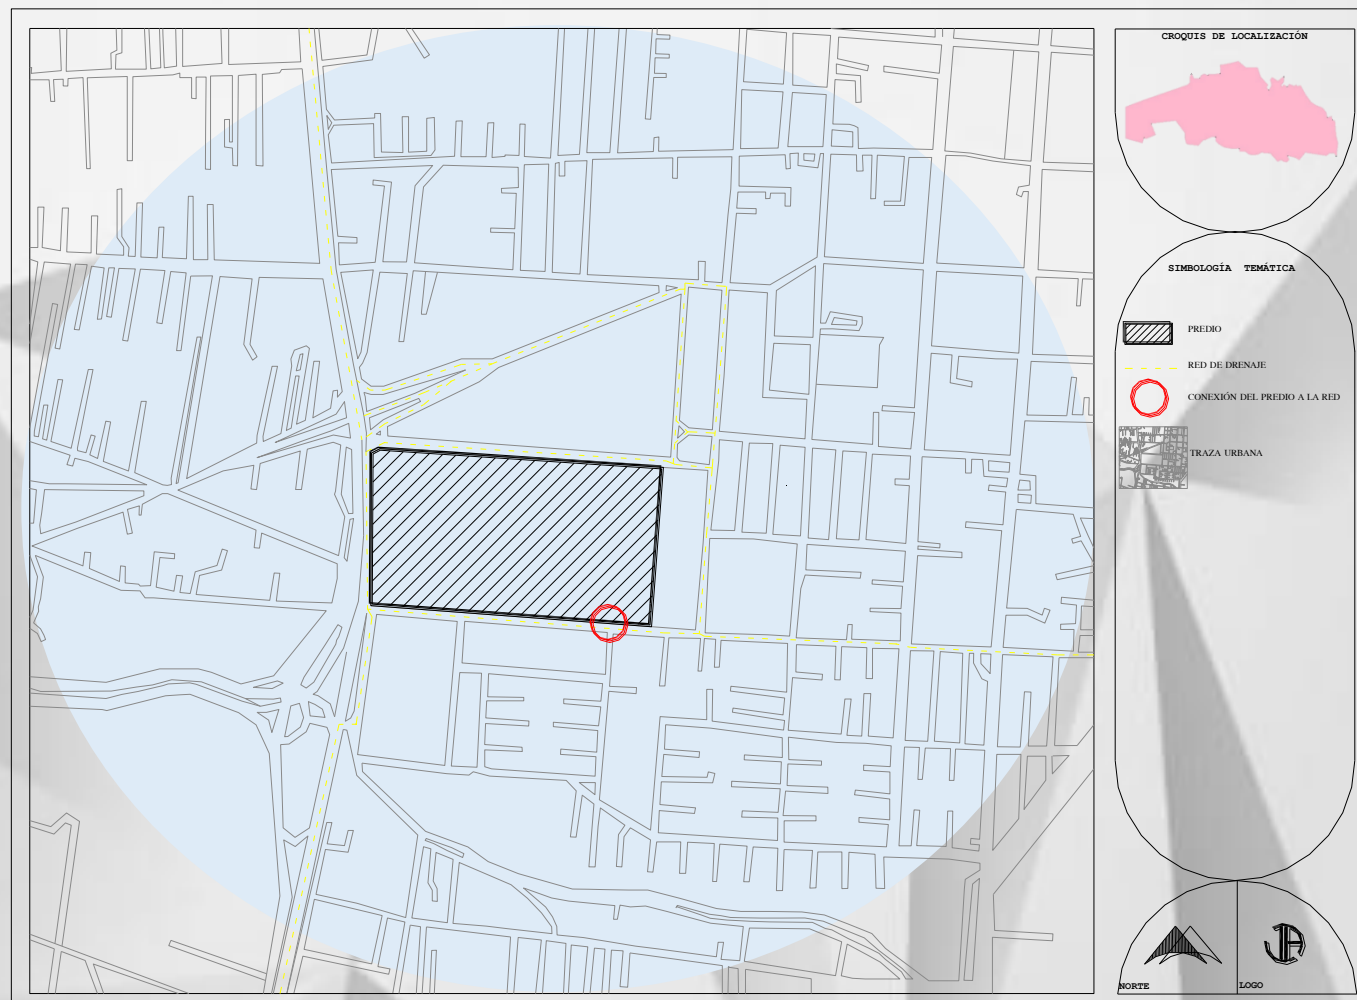 CROQUIS DE LOCALIZACIÓN
SIMBOLOGÍA TEMÁTICA
PREDIO
RED DE DRENAJE
CONEXIÓN DEL PREDIO A LA RED
TRAZA URBANA
NORTE
LOGO